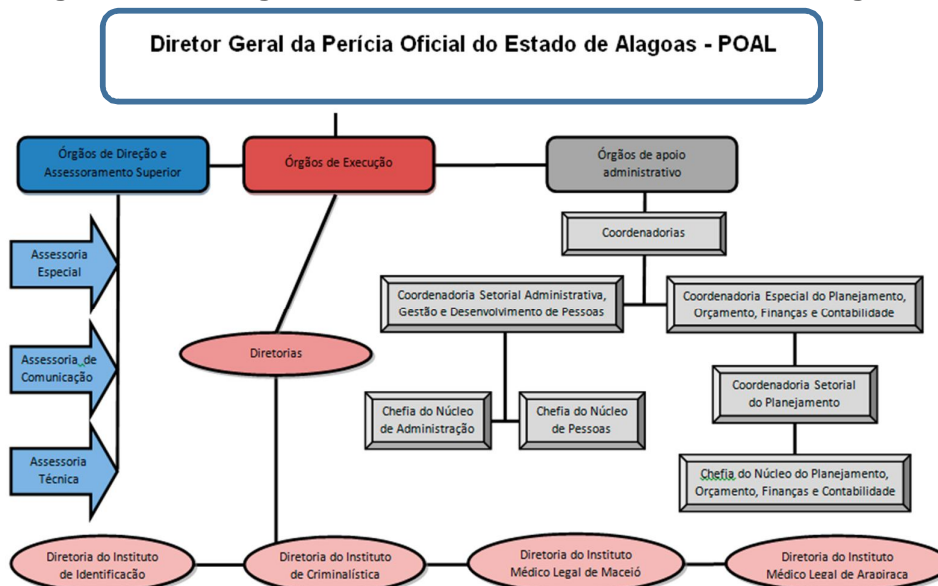 Diretor Geral da Perícia Oficial do Estado de Alagoas - POAL
Órgãos de Direção e
Assessoramento Superior
Órgãos de Execução
Órgãos de apoio
administrativo
Coordenadorias
Assessoria
Especial
Coordenadoria Setorial Administrativa,
Gestão e Desenvolvimento de Pessoas
Coordenadoria Especial do Planejamento,
Orçamento, Finanças e Contabilidade
Diretorias
Assessoria de
Comunicação
Coordenadoria Setorial
do Planejamento
Chefia do Núcleo
de Administração
Chefia do Núcleo
de Pessoas
Assessoria
Técnica
Chefia do Núcleo do Planejamento,
Orçamento, Finanças e Contabilidade
Diretoria do Instituto
de Identificacão
Diretoria do Instituto
de Criminalística
Diretoria do Instituto
Médico Legal de Maceió
Diretoria do Instituto
Médico Legal de Arapiraca